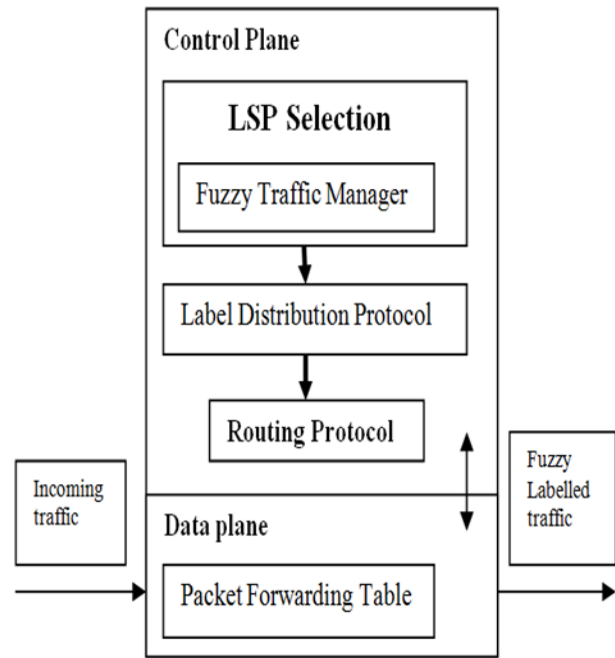 Control Plane
LSP Selection
Fuzzy Traffic Manager
Label Distribution Protocol
Routing Protocol
Incoming
traffic
Fuzzy
Labelled
traffic
Data plane
Packet Forwarding Table